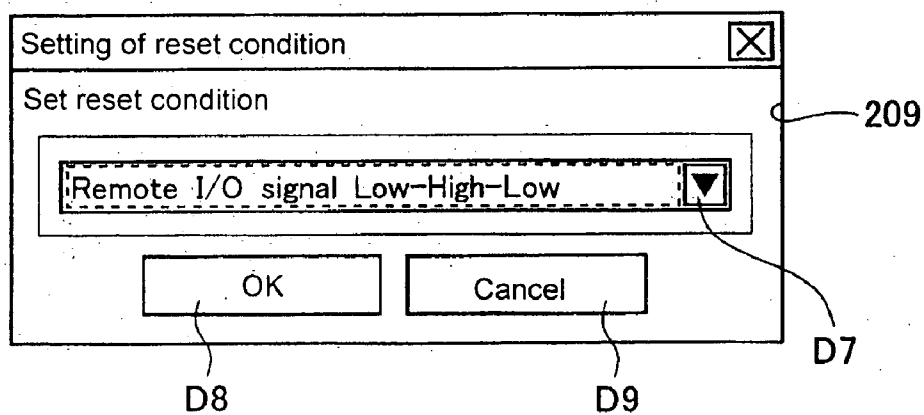 Setting of reset condition
Set reset condition
209
Remote I/O signal Low-High-Low
OK
Cancel
D7
D8
D9